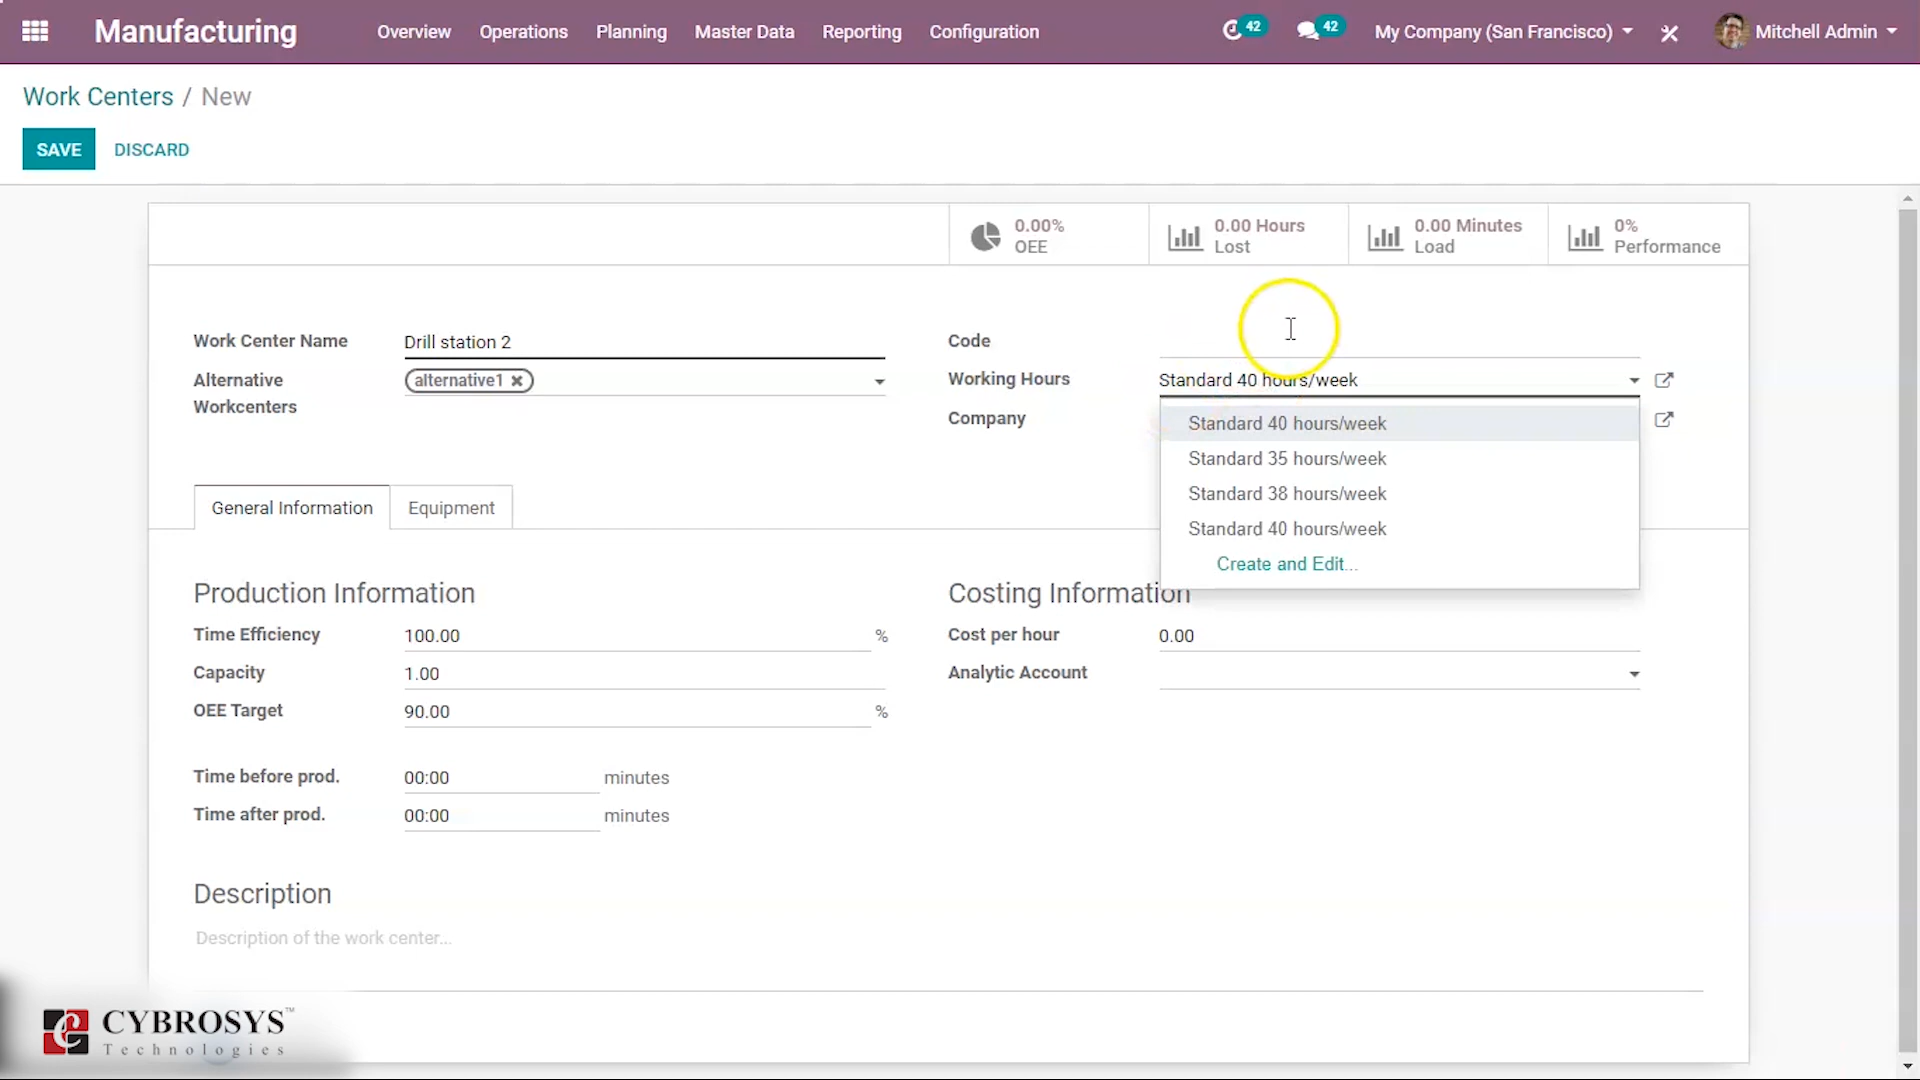 Manufacturing Overview Operations Planning Master Data Reporting Configuration 42 42 My Company (San Francisco) Mitchell Admin
Work Centers / New
SAVE DISCARD
0.00% OEE
0.00 Hours Lost
0.00 Minutes Load
0% Performance
Work Center Name Drill station 2
Alternative Workcenters alternative1
Code
Working Hours Standard 40 hours/week
Company
Standard 40 hours/week
Standard 35 hours/week
Standard 38 hours/week
Standard 40 hours/week
Create and Edit...
General Information Equipment
Production Information
Time Efficiency 100.00 %
Capacity 1.00
OEE Target 90.00 %
Time before prod. 00:00 minutes
Time after prod. 00:00 minutes
Costing Information
Cost per hour 0.00
Analytic Account
Description
Description of the work center...
CYBROSYS™
Technologies